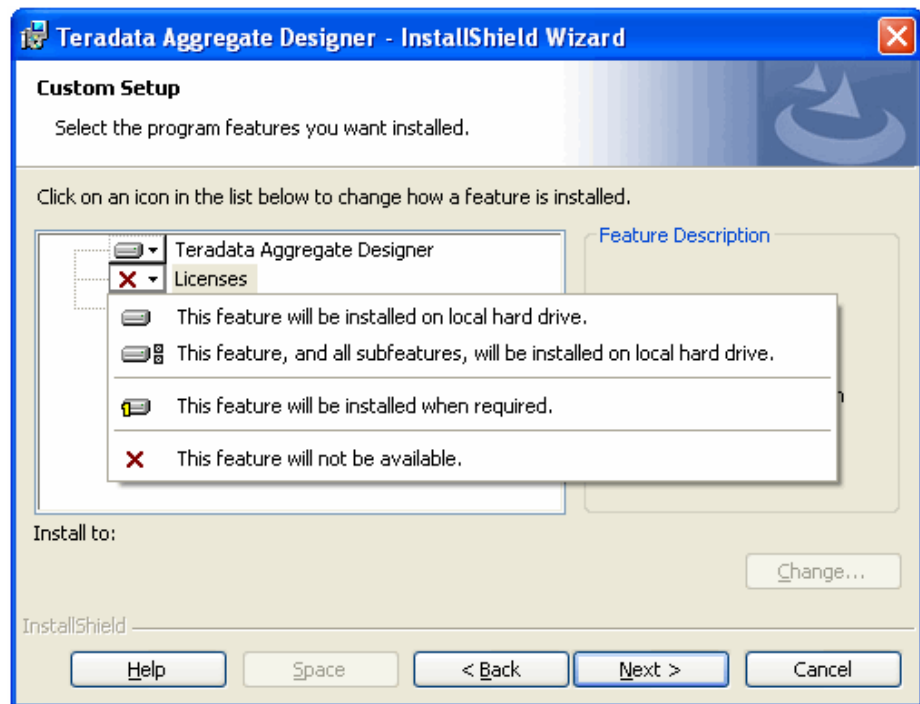 Teradata Aggregate Designer - InstallShield Wizard
Custom Setup
Select the program features you want installed.
Click on an icon in the list below to change how a feature is installed.
Feature Description
Teradata Aggregate Designer
Licenses
This feature will be installed on local hard drive.
This feature, and all subfeatures, will be installed on local hard drive.
This feature will be installed when required.
This feature will not be available.
Install to:
Change...
InstallShield
Help
Space
< Back
Next >
Cancel